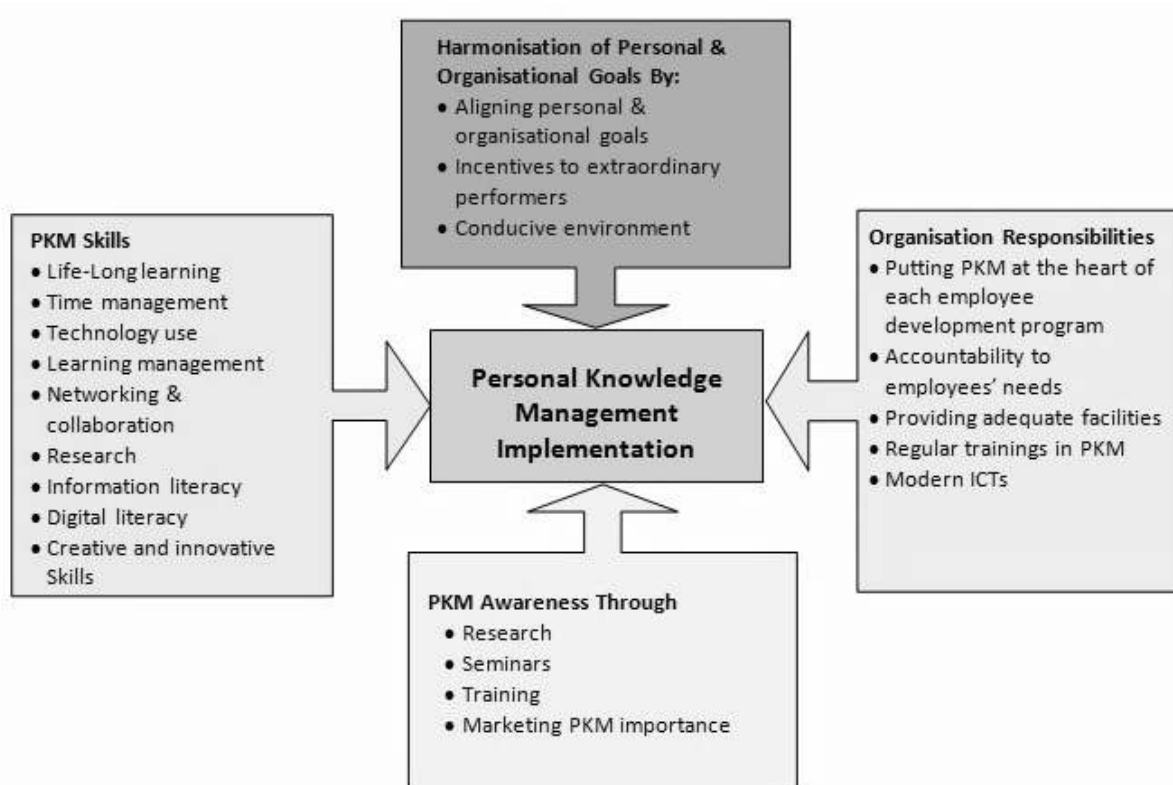 Harmonisation of Personal &
Organisational Goals By:
• Aligning personal &
organisational goals
• Incentives to extraordinary
performers
• Conducive environment
PKM Skills
• Life-Long learning
• Time management
• Technology use
• Learning management
• Networking &
collaboration
• Research
• Information literacy
• Digital literacy
• Creative and innovative
Skills
Personal Knowledge
Management
Implementation
Organisation Responsibilities
• Putting PKM at the heart of
each employee
development program
• Accountability to
employees’ needs
• Providing adequate facilities
• Regular trainings in PKM
• Modern ICTs
PKM Awareness Through
• Research
• Seminars
• Training
• Marketing PKM importance